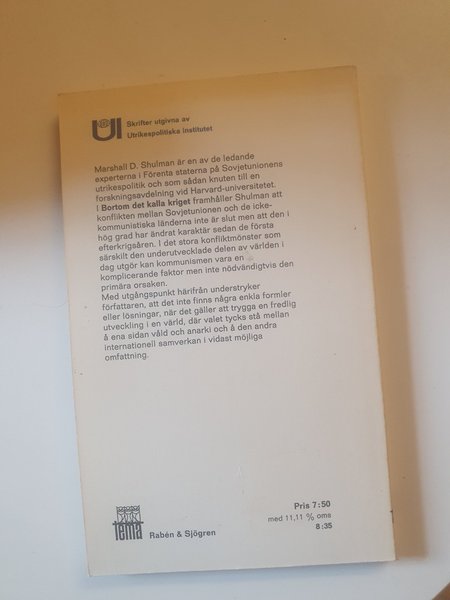 UI
Skrifter utgivna av
Utrikespolitiska institutet
Marshall D. Shulman är en av de ledande
experterna i Förenta staterna på Sovjetunionens
utrikespolitik och som sådan knuten till en
forskningsavdelning vid Harvard-universitetet.
I Bortom det kalla kriget framhåller Shulman att
konflikten mellan Sovjetunionen och de icke-
kommunistiska länderna inte är slut men att den i
hög grad har ändrat karaktär sedan de första
efterkrigsåren. I det stora konfliktmönster som
särskilt den underutvecklade delen av världen i
dag utgör kan kommunismen vara en
komplicerande faktor men inte nödvändigtvis den
primära orsaken.
Med utgångspunkt härifrån understryker
författaren, att det inte finns några enkla formler
eller lösningar, när det gäller att trygga en fredlig
utveckling i en värld, där valet tycks stå mellan
å ena sidan våld och anarki och å den andra
internationell samverkan i vidast möjliga
omfattning.
tema
Rabén & Sjögren
Pris 7:50
med 11,11 % oms
8:35